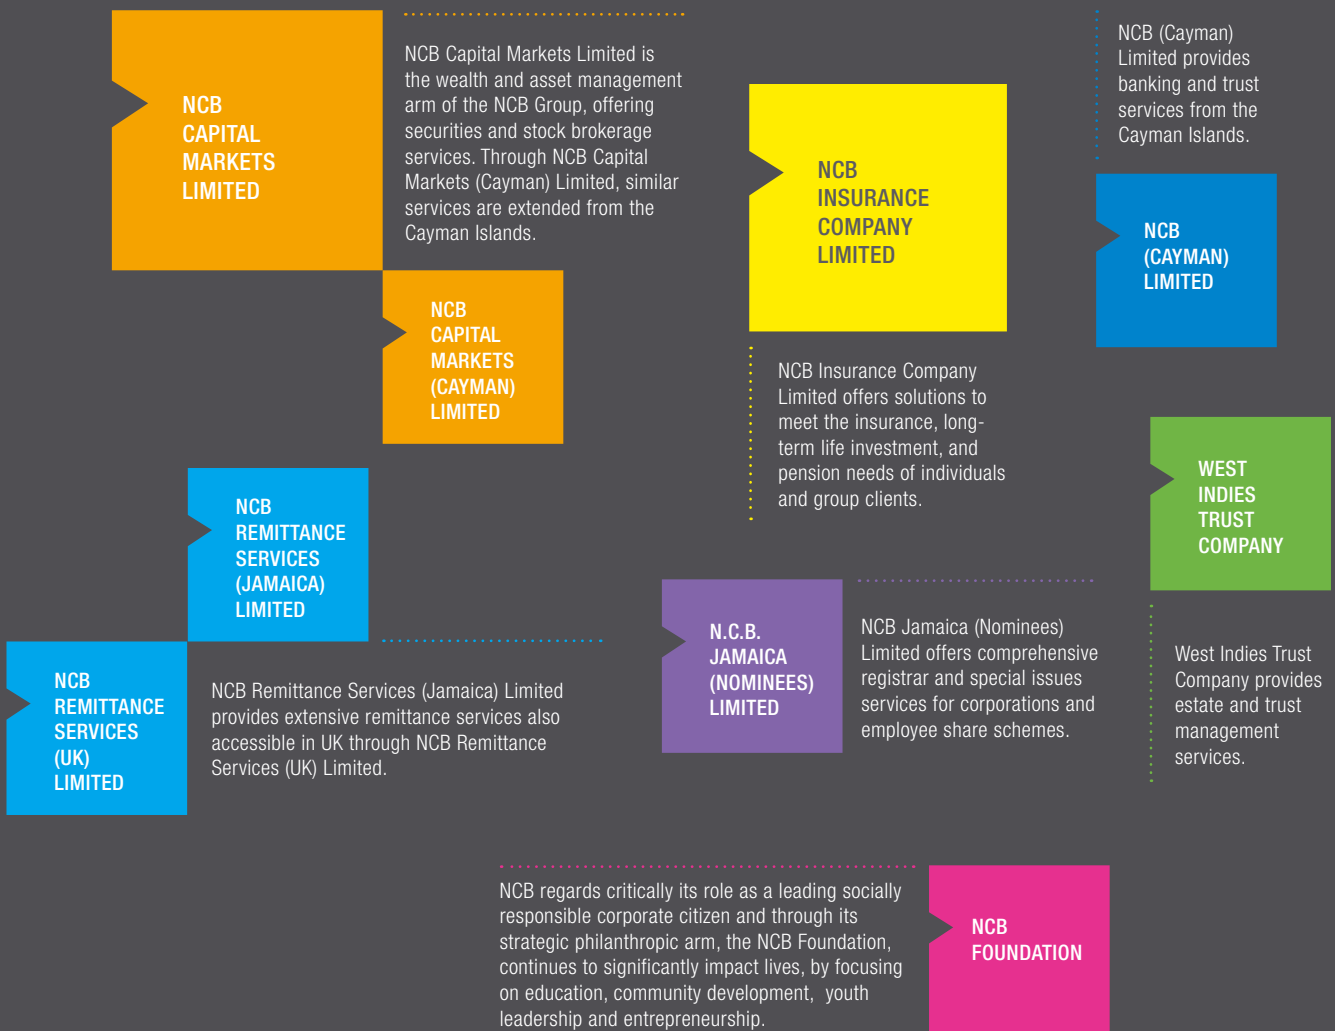 NCB
CAPITAL
MARKETS
LIMITED
NCB Capital Markets Limited is
the wealth and asset management
arm of the NCB Group, offering
securities and stock brokerage
services. Through NCB Capital
Markets (Cayman) Limited, similar
services are extended from the
Cayman Islands.
NCB
CAPITAL
MARKETS
(CAYMAN)
LIMITED
NCB
INSURANCE
COMPANY
LIMITED
NCB Insurance Company
Limited offers solutions to
meet the insurance, long-
term life investment, and
pension needs of individuals
and group clients.
NCB (Cayman)
Limited provides
banking and trust
services from the
Cayman Islands.
NCB
(CAYMAN)
LIMITED
WEST
INDIES
TRUST
COMPANY
West Indies Trust
Company provides
estate and trust
management
services.
NCB
REMITTANCE
SERVICES
(JAMAICA)
LIMITED
NCB
REMITTANCE
SERVICES
(UK)
LIMITED
NCB Remittance Services (Jamaica) Limited
provides extensive remittance services also
accessible in UK through NCB Remittance
Services (UK) Limited.
N.C.B.
JAMAICA
(NOMINEES)
LIMITED
NCB Jamaica (Nominees)
Limited offers comprehensive
registrar and special issues
services for corporations and
employee share schemes.
NCB regards critically its role as a leading socially
responsible corporate citizen and through its
strategic philanthropic arm, the NCB Foundation,
continues to significantly impact lives, by focusing
on education, community development,  youth
leadership and entrepreneurship.
NCB
FOUNDATION